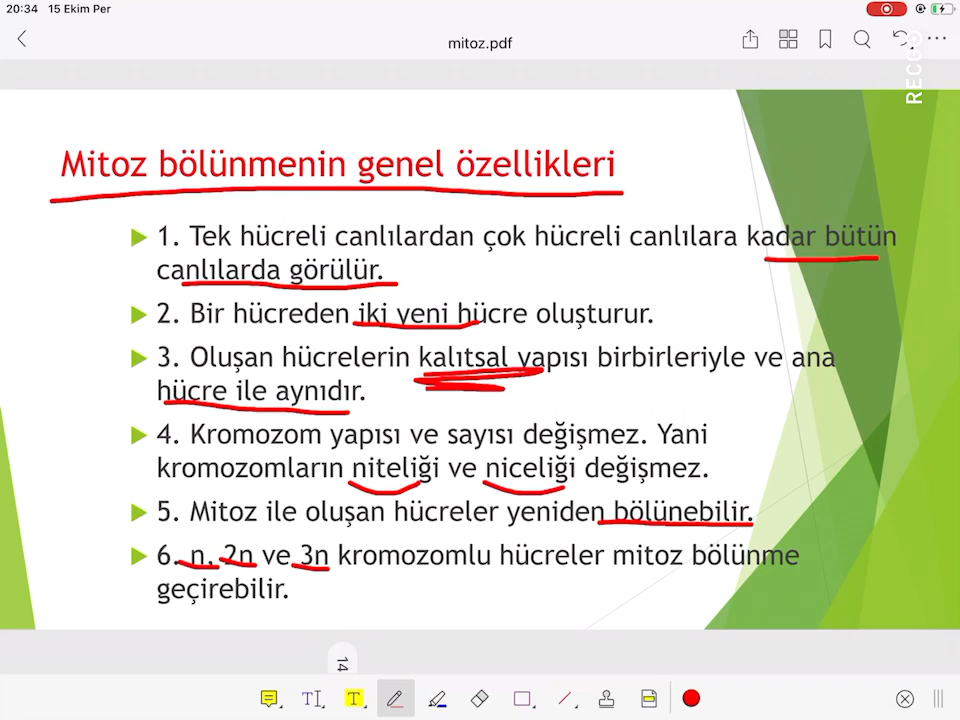 20:34 15 Ekim Per
mitoz.pdf
RECGO
Mitoz bölünmenin genel özellikleri
1. Tek hücreli canlılardan çok hücreli canlılara kadar bütün
canlılarda görülür.
2. Bir hücreden iki yeni hücre oluşturur.
3. Oluşan hücrelerin kalıtsal yapısı birbirleriyle ve ana
hücre ile aynıdır.
4. Kromozom yapısı ve sayısı değişmez. Yani
kromozomların niteliği ve niceliği değişmez.
5. Mitoz ile oluşan hücreler yeniden bölünebilir.
6. n, 2n ve 3n kromozomlu hücreler mitoz bölünme
geçirebilir.
14
TI T